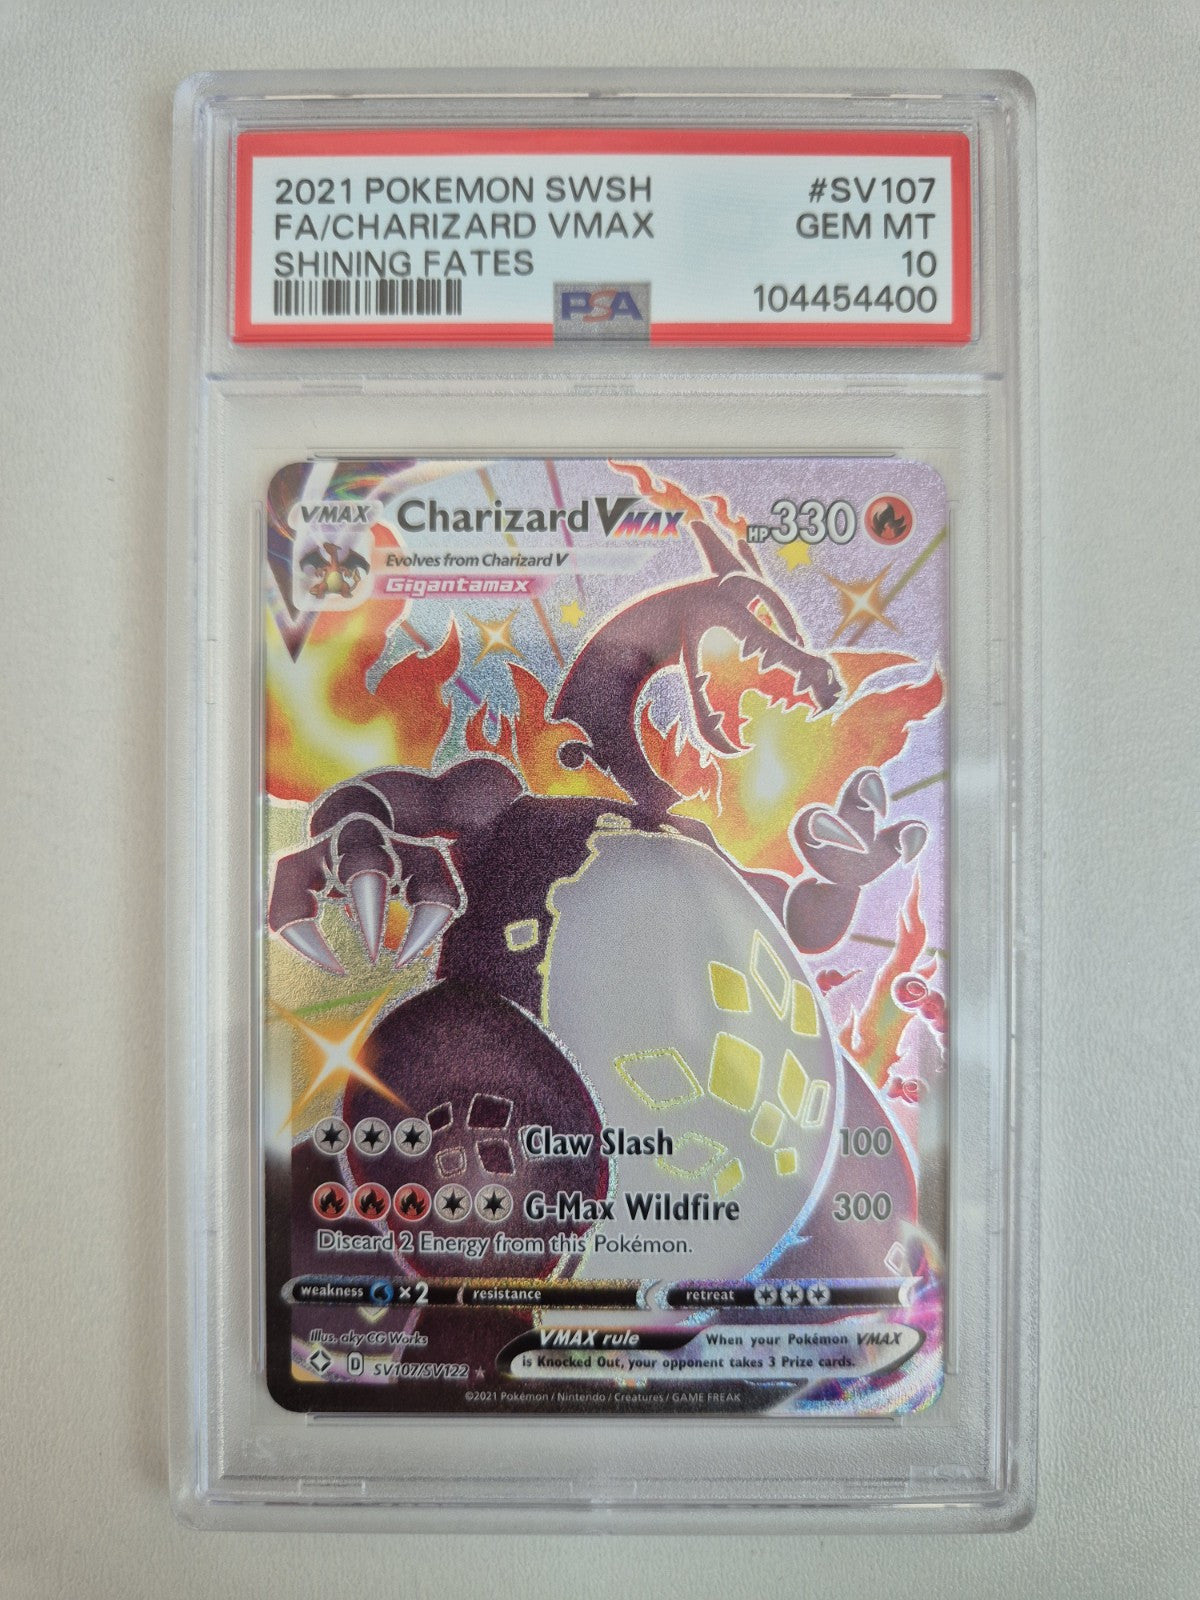 2021 POKEMON SWSH #SV107
FA/CHARIZARD VMAX GEM MT
SHINING FATES 10
PSA 104454400
VMAX Charizard VMAX HP 330
Evolves from Charizard V
Gigantamax
Claw Slash 100
G-Max Wildfire 300
Discard 2 Energy from this Pokémon.
weakness ×2 resistance retreat
Illus. aky CG Works
VMAX rule When your Pokémon VMAX
is Knocked Out, your opponent takes 3 Prize cards.
D SV107/SV122
©2021 Pokémon / Nintendo / Creatures / GAME FREAK